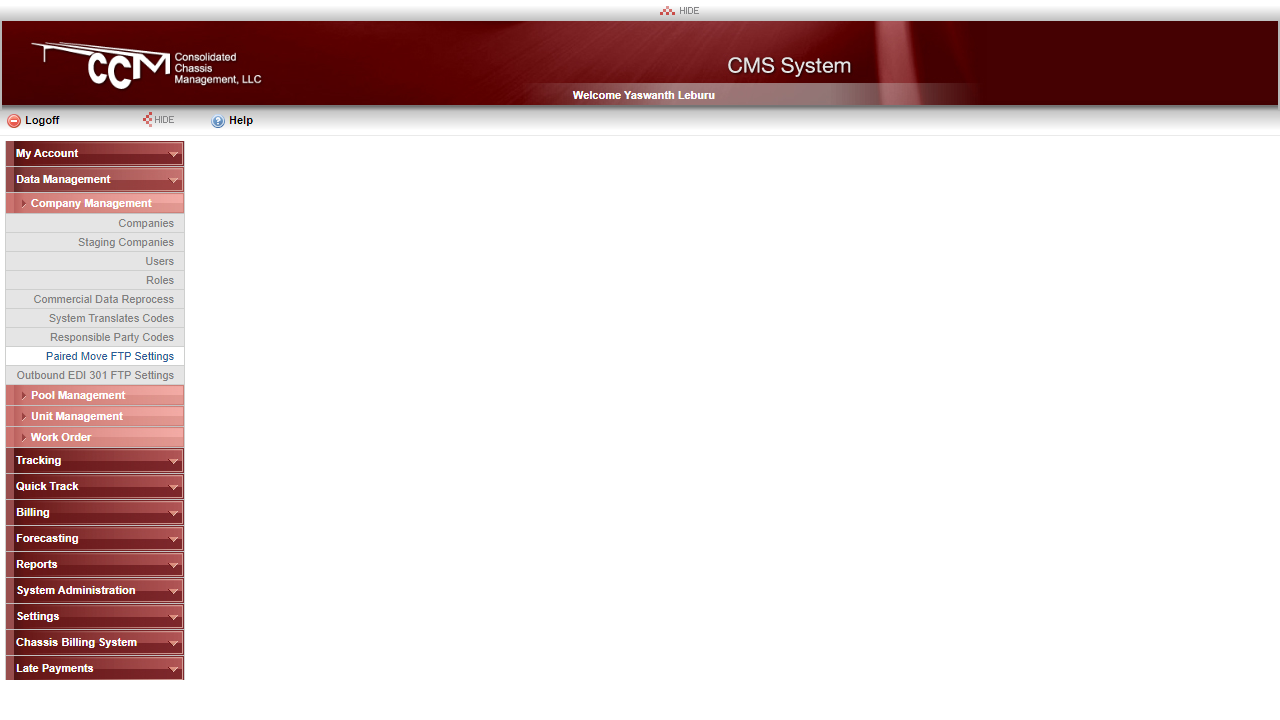 HIDE
CCM
Consolidated
Chassis
Management, LLC
CMS System
Welcome Yaswanth Leburu
Logoff
HIDE
Help
My Account
Data Management
Company Management
Companies
Staging Companies
Users
Roles
Commercial Data Reprocess
System Translates Codes
Responsible Party Codes
Paired Move FTP Settings
Outbound EDI 301 FTP Settings
Pool Management
Unit Management
Work Order
Tracking
Quick Track
Billing
Forecasting
Reports
System Administration
Settings
Chassis Billing System
Late Payments